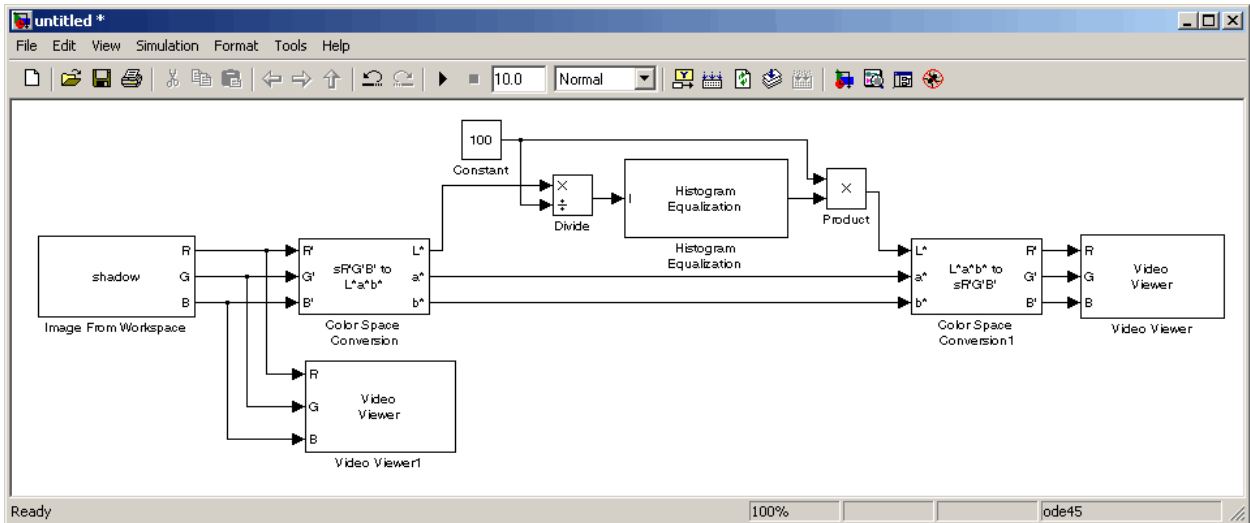 untitled *
File Edit View Simulation Format Tools Help
10.0 Normal
100
Constant
×
÷
Divide
I
Histogram
Equalization
Histogram
Equalization
×
Product
shadow
R
G
B
Image From Workspace
R'
G'
B'
sR'G'B' to
L*a*b*
L*
a*
b*
Color Space
Conversion
L*
a*
b*
L*a*b* to
sR'G'B'
R'
G'
B'
Color Space
Conversion1
R
G
B
Video
Viewer
Video Viewer
R
G
B
Video
Viewer
Video Viewer1
Ready 100% ode45